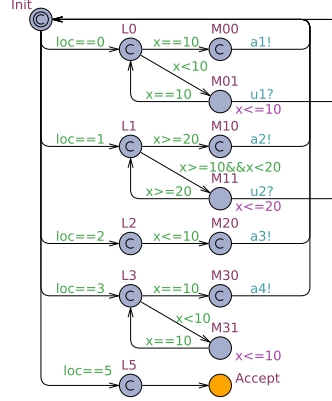 Init
C
L0
M00
loc==0
C
x==10
C
a1!
x<10
M01
x==10
u1?
x<=10
L1
M10
loc==1
C
x>=20
C
a2!
x>=10&&x<20
M11
x>=20
u2?
x<=20
L2
M20
loc==2
C
x<=10
C
a3!
L3
M30
loc==3
C
x==10
C
a4!
x<10
M31
x==10
x<=10
L5
loc==5
C
Accept